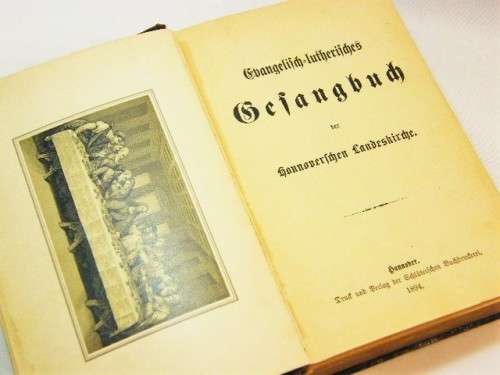 Evangelisch-lutherisches
Gesangbuch
der
Hannoverschen Landeskirche.
Hannover.
Druck und Verlag der Schlüterschen Buchdruckerei.
1894.